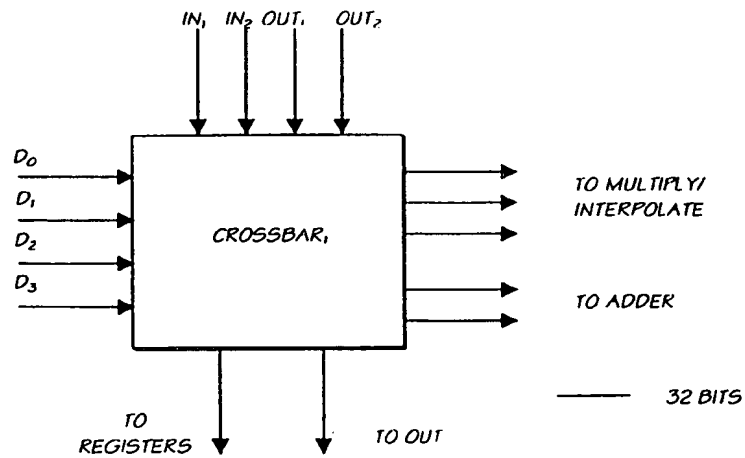 IN₁ IN₂ OUT₁ OUT₂
D₀
D₁
D₂
D₃
CROSSBAR₁
TO MULTIPLY/
INTERPOLATE
TO ADDER
32 BITS
TO
REGISTERS
TO OUT